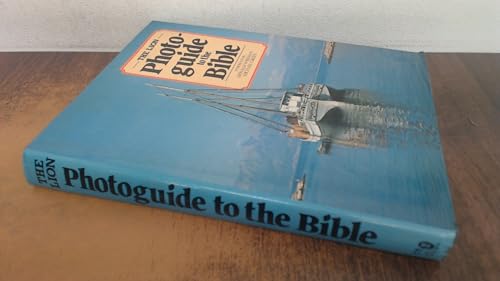 THE LION
Photo-
guide
to the
Bible
THE
LION
Photoguide to the Bible